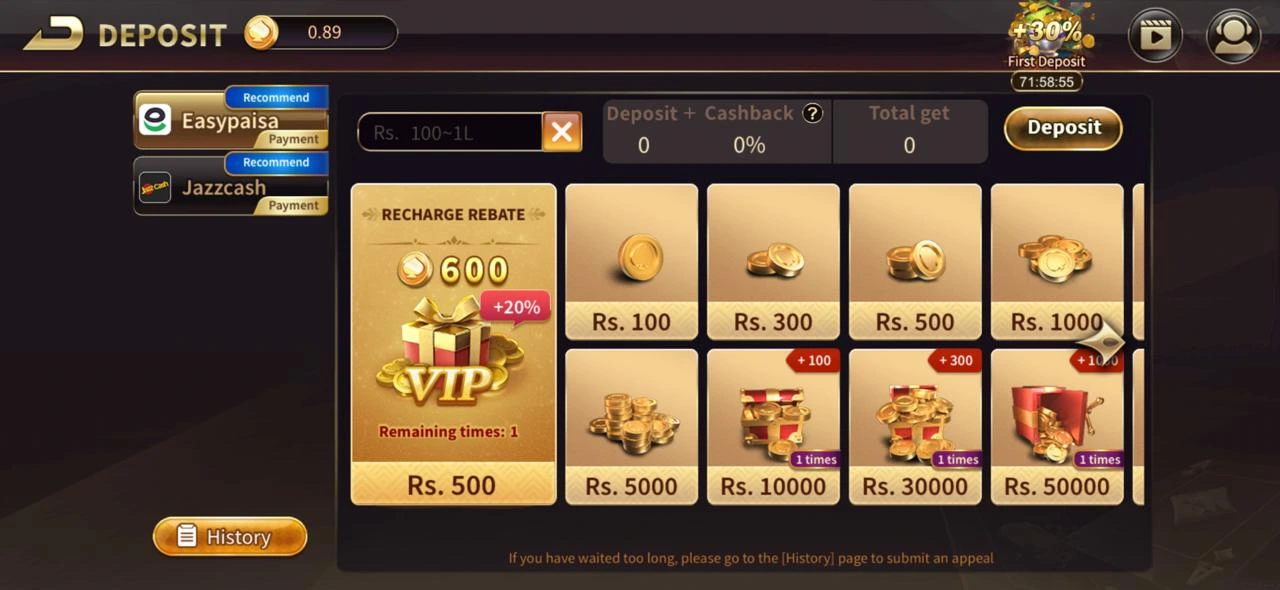 DEPOSIT
0.89
+30%
First Deposit
71:58:55
Recommend
Easypaisa
Payment
Recommend
JazzCash
Jazzcash
Payment
Rs. 100~1L
Deposit + Cashback ?
0 0%
Total get
0
Deposit
RECHARGE REBATE
600
+20%
VIP
Remaining times: 1
Rs. 500
Rs. 100
Rs. 300
Rs. 500
Rs. 1000
Rs. 5000
+ 100
1 times
Rs. 10000
+ 300
1 times
Rs. 30000
1 times
Rs. 50000
History
If you have waited too long, please go to the [History] page to submit an appeal